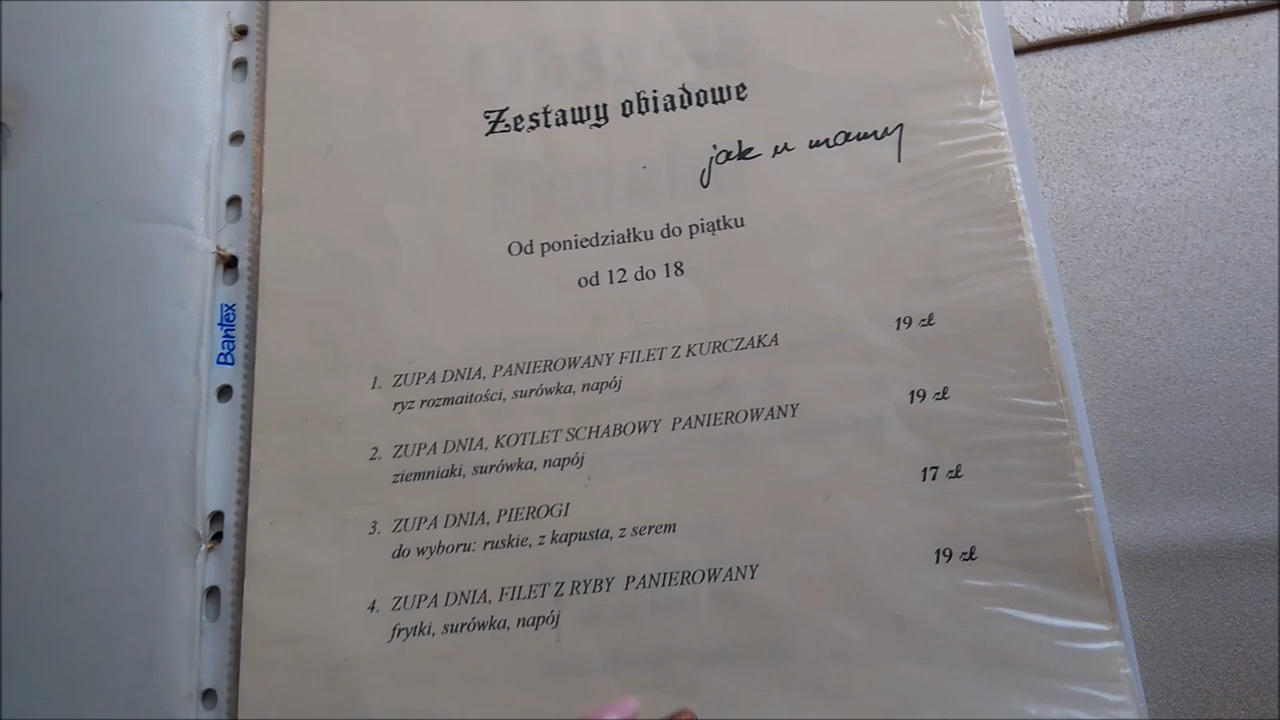 Zestawy obiadowe
jak u mamy
Od poniedziałku do piątku
od 12 do 18
1. ZUPA DNIA, PANIEROWANY FILET Z KURCZAKA 19 zł
ryz rozmaitości, surówka, napój
2. ZUPA DNIA, KOTLET SCHABOWY PANIEROWANY 19 zł
ziemniaki, surówka, napój
3. ZUPA DNIA, PIEROGI 17 zł
do wyboru: ruskie, z kapusta, z serem
4. ZUPA DNIA, FILET Z RYBY PANIEROWANY 19 zł
frytki, surówka, napój
Bantex